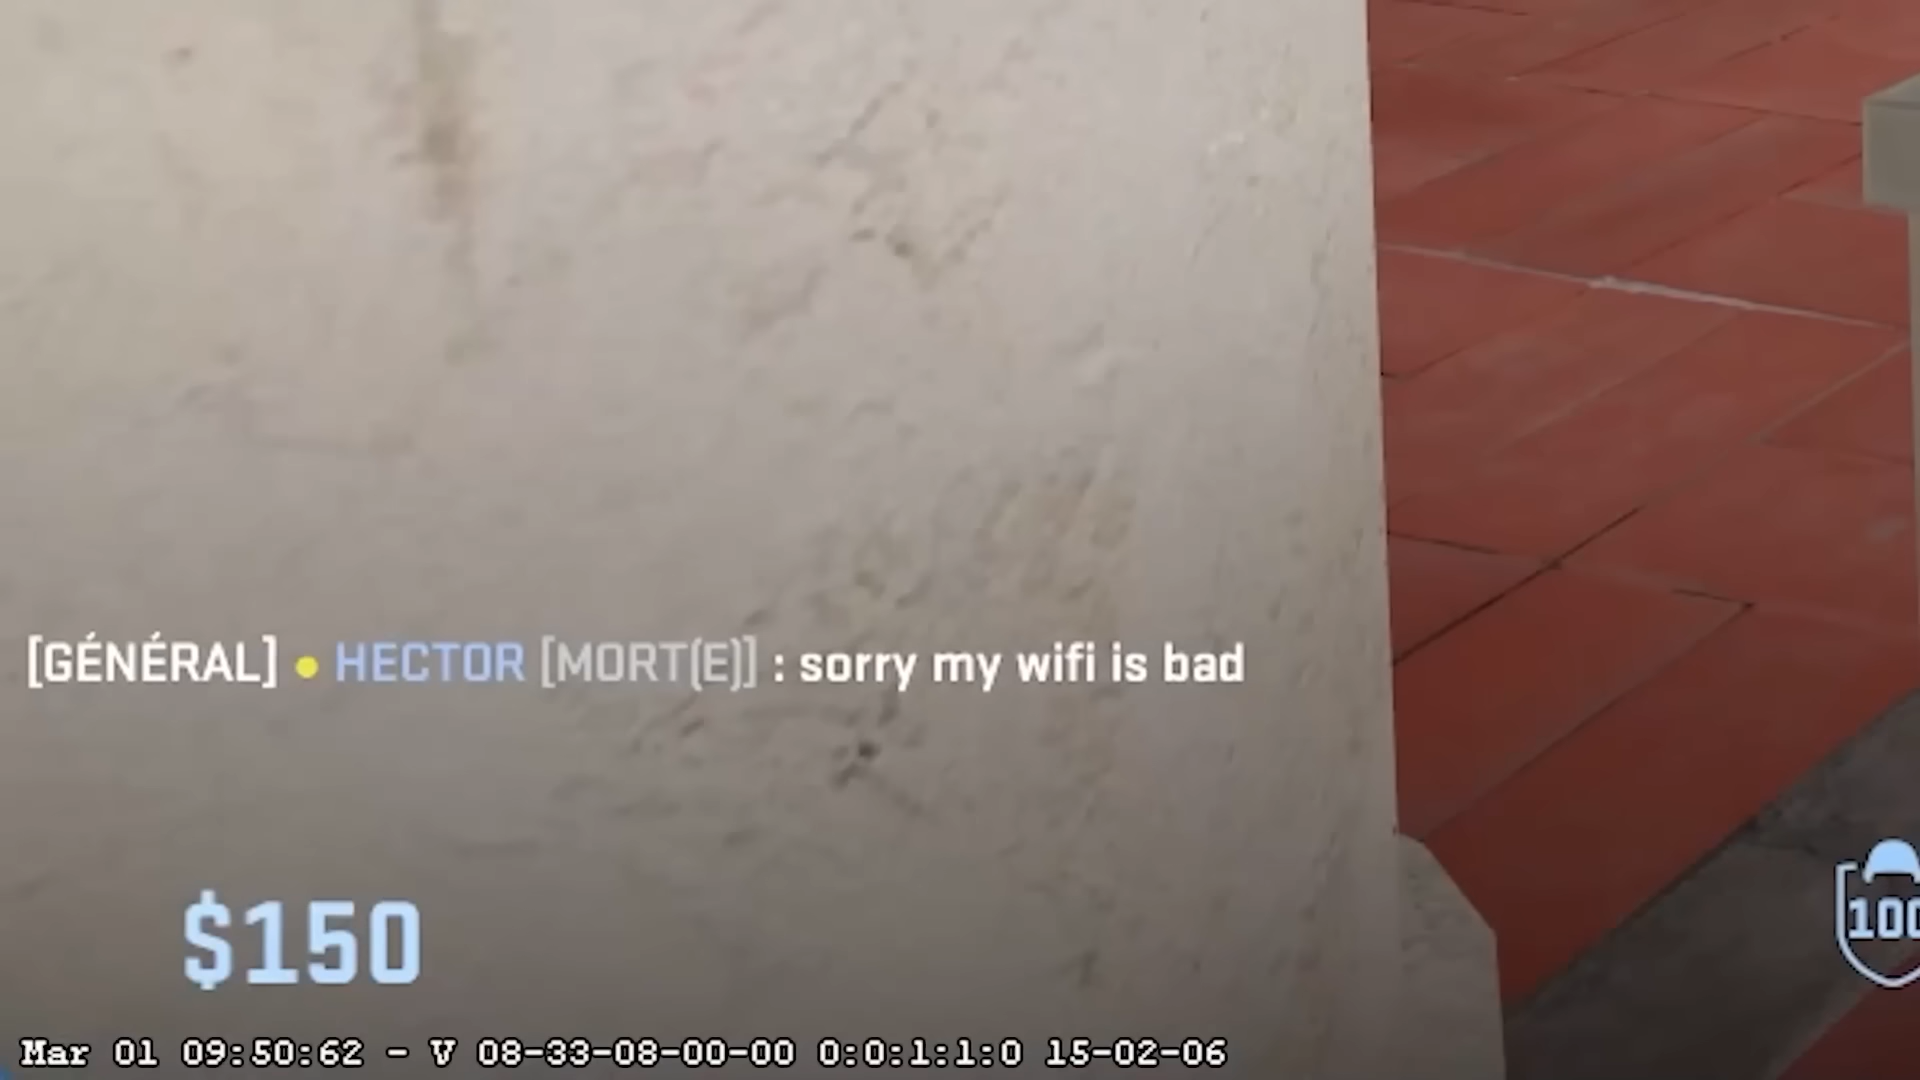 [GÉNÉRAL] ● HECTOR [MORT(E)] : sorry my wifi is bad
$150
100
Mar 01 09:50:62 - V 08-33-08-00-00 0:0:1:1:0 15-02-06